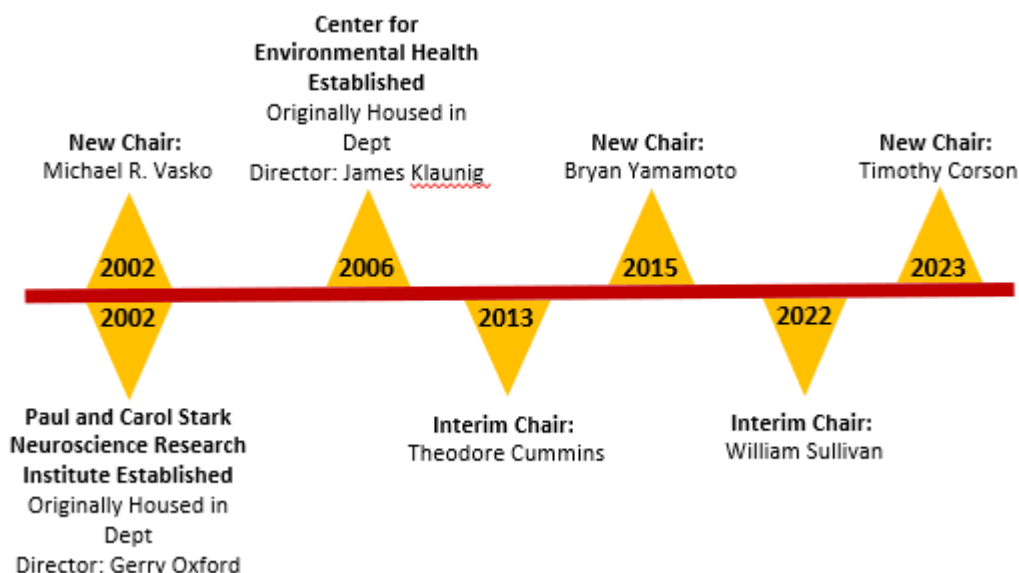 Center for
Environmental Health
Established
Originally Housed in
Dept
Director: James Klaunig
New Chair:
Michael R. Vasko
New Chair:
Bryan Yamamoto
New Chair:
Timothy Corson
2002
2006
2015
2023
2002
2013
2022
Paul and Carol Stark
Neuroscience Research
Institute Established
Originally Housed in
Dept
Director: Gerry Oxford
Interim Chair:
Theodore Cummins
Interim Chair:
William Sullivan